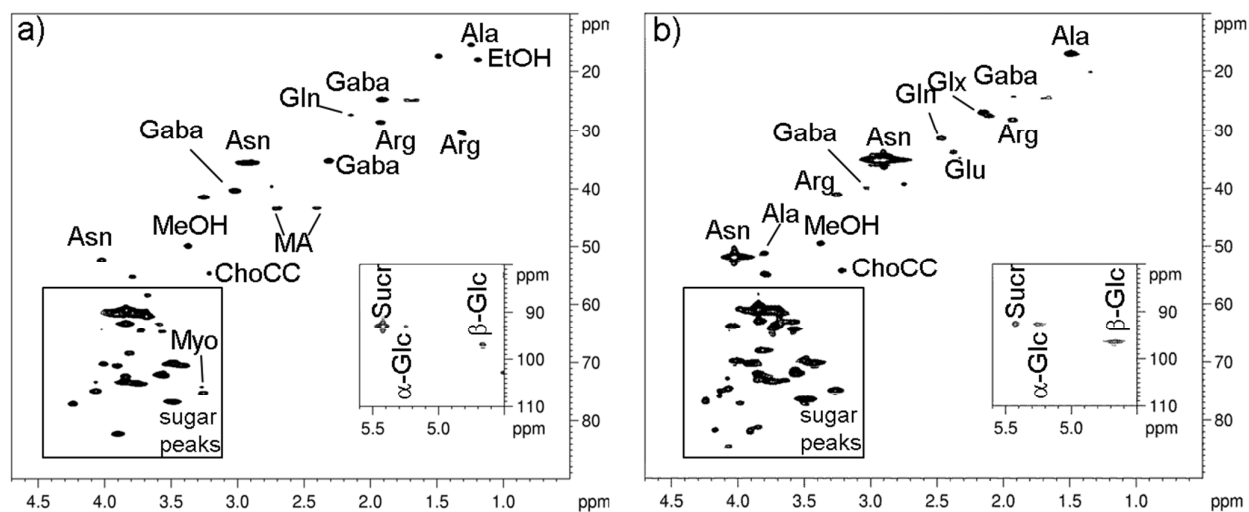 a)
ppm
Ala
EtOH
20
Gaba
Gln
30
Gaba
Asn
Arg
Arg
Gaba
40
MeOH
MA
Asn
50
ChoCC
Sucr
α-Glc
β-Glc
ppm
90
100
110
5.5
5.0
ppm
60
Myo
70
sugar
peaks
80
4.5
4.0
3.5
3.0
2.5
2.0
1.5
1.0
ppm
b)
ppm
Ala
20
Glx
Gaba
Gln
30
Gaba
Asn
Arg
Glu
Arg
40
Ala
MeOH
Asn
50
ChoCC
Sucr
α-Glc
β-Glc
ppm
90
100
110
5.5
5.0
ppm
60
70
sugar
peaks
80
4.5
4.0
3.5
3.0
2.5
2.0
1.5
1.0
ppm